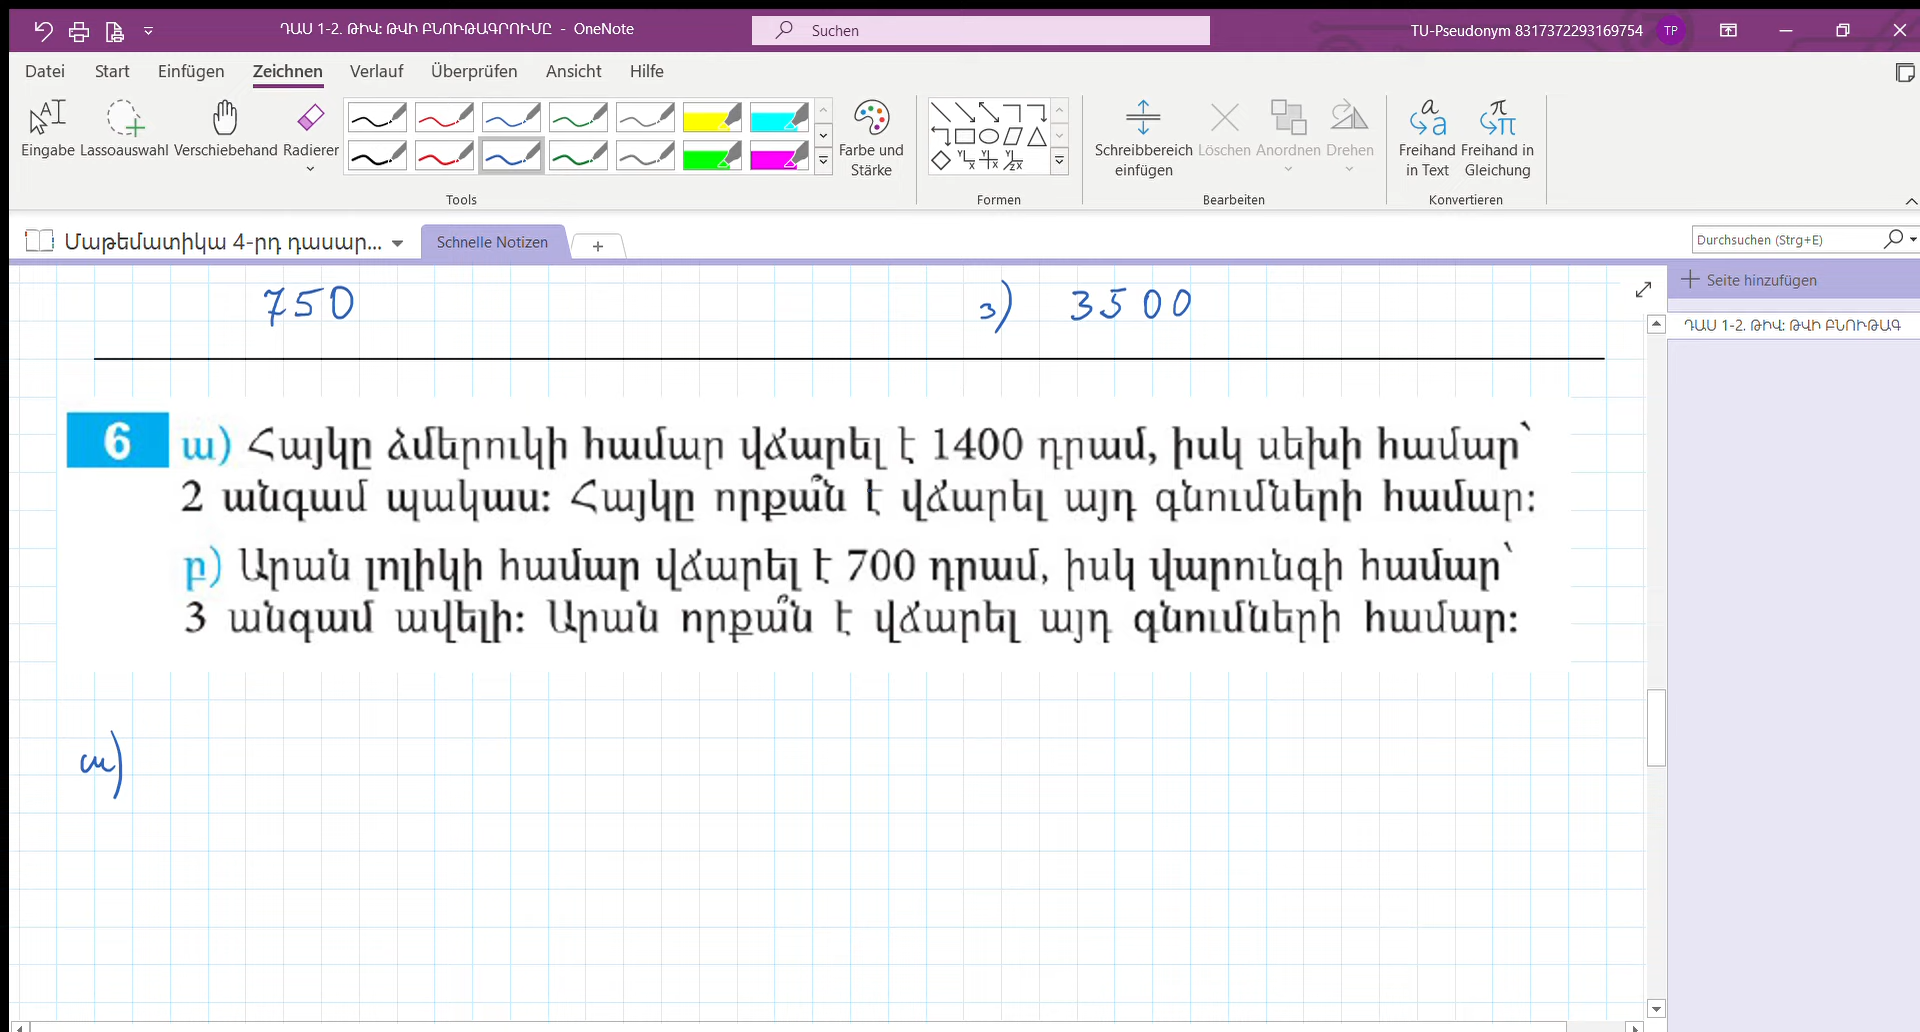 ԴԱՍ 1-2. ԹԻՎ: ԹՎԻ ԲՆՈՒԹԱԳՐՈՒՄԸ - OneNote
Suchen
TU-Pseudonym 8317372293169754 TP
Datei Start Einfügen Zeichnen Verlauf Überprüfen Ansicht Hilfe
Eingabe Lassoauswahl Verschiebehand Radierer
Farbe und Stärke
Schreibbereich einfügen Löschen Anordnen Drehen
Freihand in Text Freihand in Gleichung
Tools Formen Bearbeiten Konvertieren
Մաթեմատիկա 4-րդ դասար... Schnelle Notizen +
Durchsuchen (Strg+E)
Seite hinzufügen
ԴԱՍ 1-2. ԹԻՎ: ԹՎԻ ԲՆՈՒԹԱԳ
750 3) 3500
6 ա) Հայկը ձմերուկի համար վճարել է 1400 դրամ, իսկ սեխի համար՝
2 անգամ պակաս: Հայկը որքա՞ն է վճարել այդ գնումների համար:
բ) Արան լոլիկի համար վճարել է 700 դրամ, իսկ վարունգի համար՝
3 անգամ ավելի: Արան որքա՞ն է վճարել այդ գնումների համար:
ա)